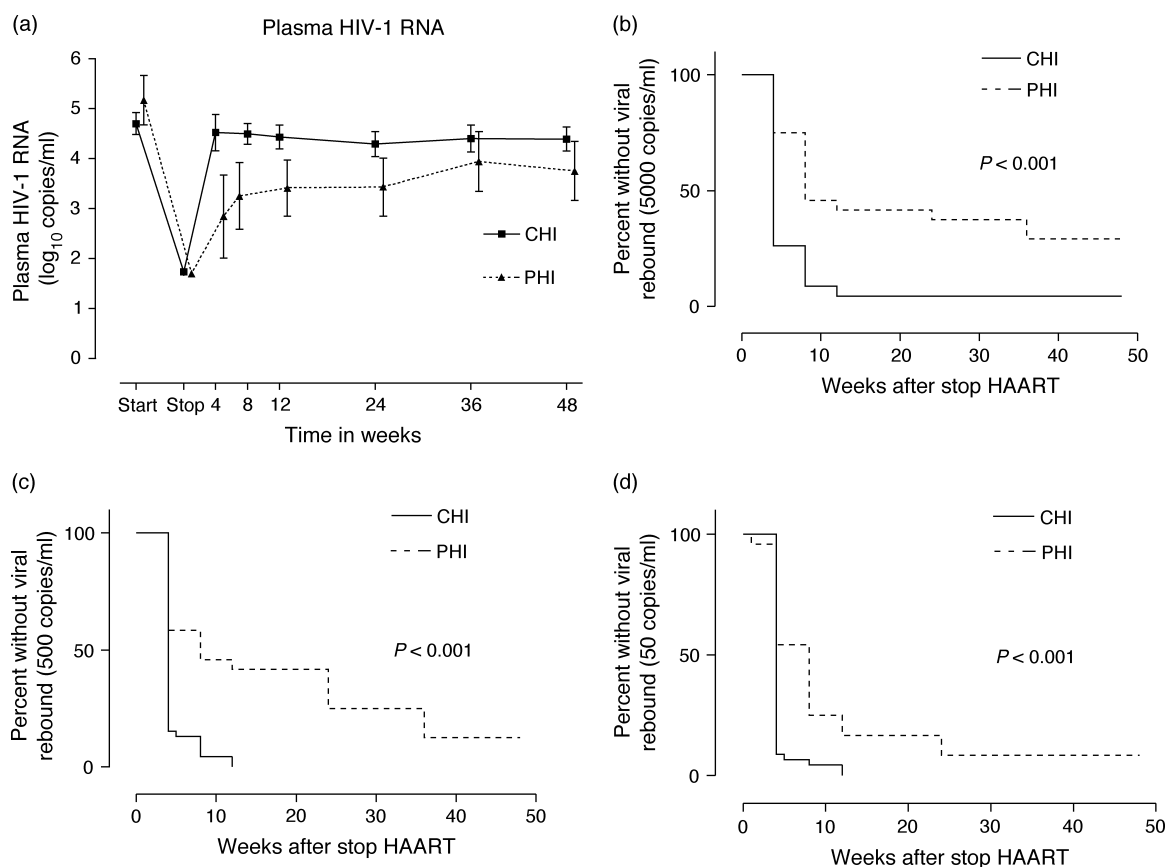 (a)
Plasma HIV-1 RNA
Plasma HIV-1 RNA
(log10 copies/ml)
6
5
4
3
2
1
0
CHI
PHI
Start Stop 4 8 12 24 36 48
Time in weeks
(b)
Percent without viral
rebound (5000 copies/ml)
100
50
0
CHI
PHI
P < 0.001
0 10 20 30 40 50
Weeks after stop HAART
(c)
Percent without viral
rebound (500 copies/ml)
100
50
0
CHI
PHI
P < 0.001
0 10 20 30 40 50
Weeks after stop HAART
(d)
Percent without viral
rebound (50 copies/ml)
100
50
0
CHI
PHI
P < 0.001
0 10 20 30 40 50
Weeks after stop HAART